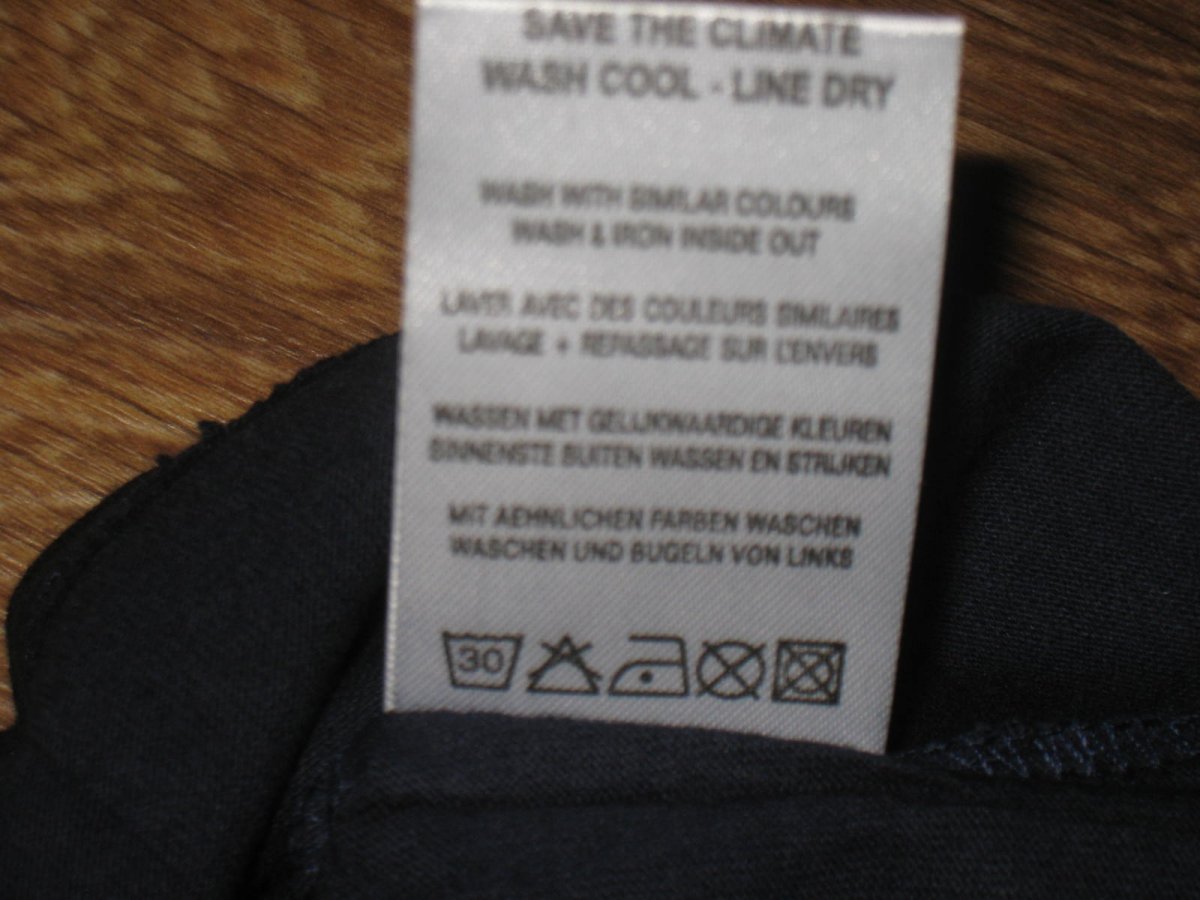 SAVE THE CLIMATE
WASH COOL - LINE DRY
WASH WITH SIMILAR COLOURS
WASH & IRON INSIDE OUT
LAVER AVEC DES COULEURS SIMILAIRES
LAVAGE + REPASSAGE SUR L'ENVERS
WASSEN MET GELIJKWAARDIGE KLEUREN
BINNENSTE BUITEN WASSEN EN STRIJKEN
MIT AEHNLICHEN FARBEN WASCHEN
WASCHEN UND BUGELN VON LINKS
30